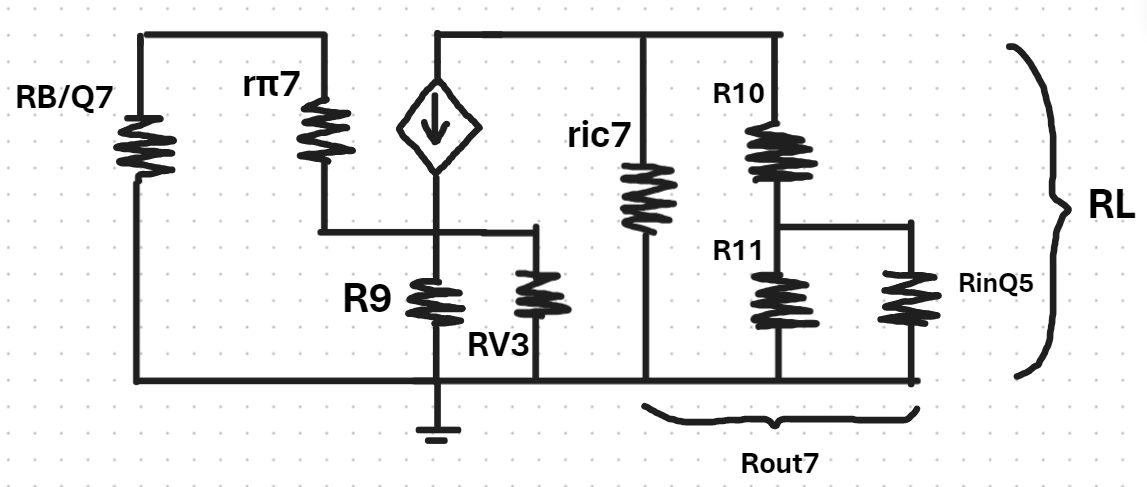 RB/Q7
rπ7
R10
ric7
RL
R11
R9
RinQ5
RV3
Rout7